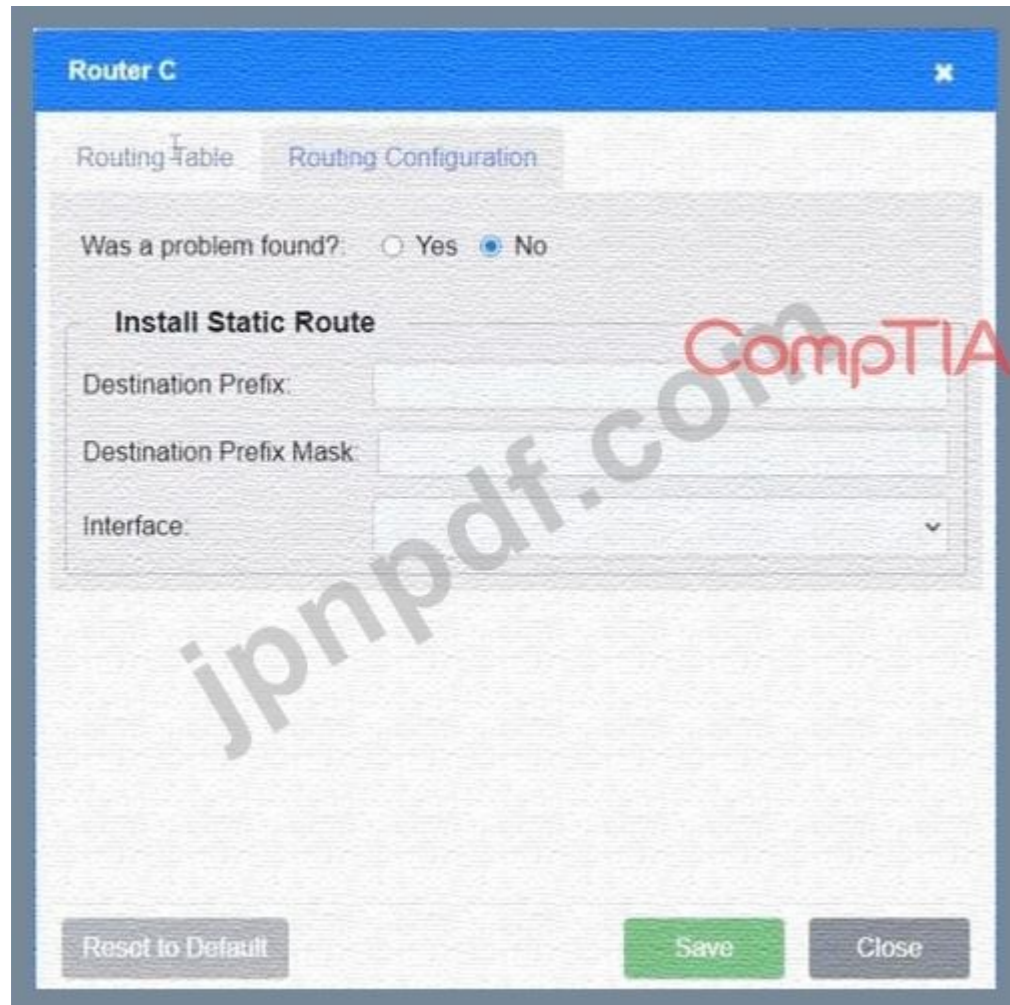 Router C ×
Routing Table Routing Configuration
Was a problem found?: Yes No
Install Static Route
CompTIA
Destination Prefix:
Destination Prefix Mask:
Interface:
jpnpdf.com
Reset to Default Save Close